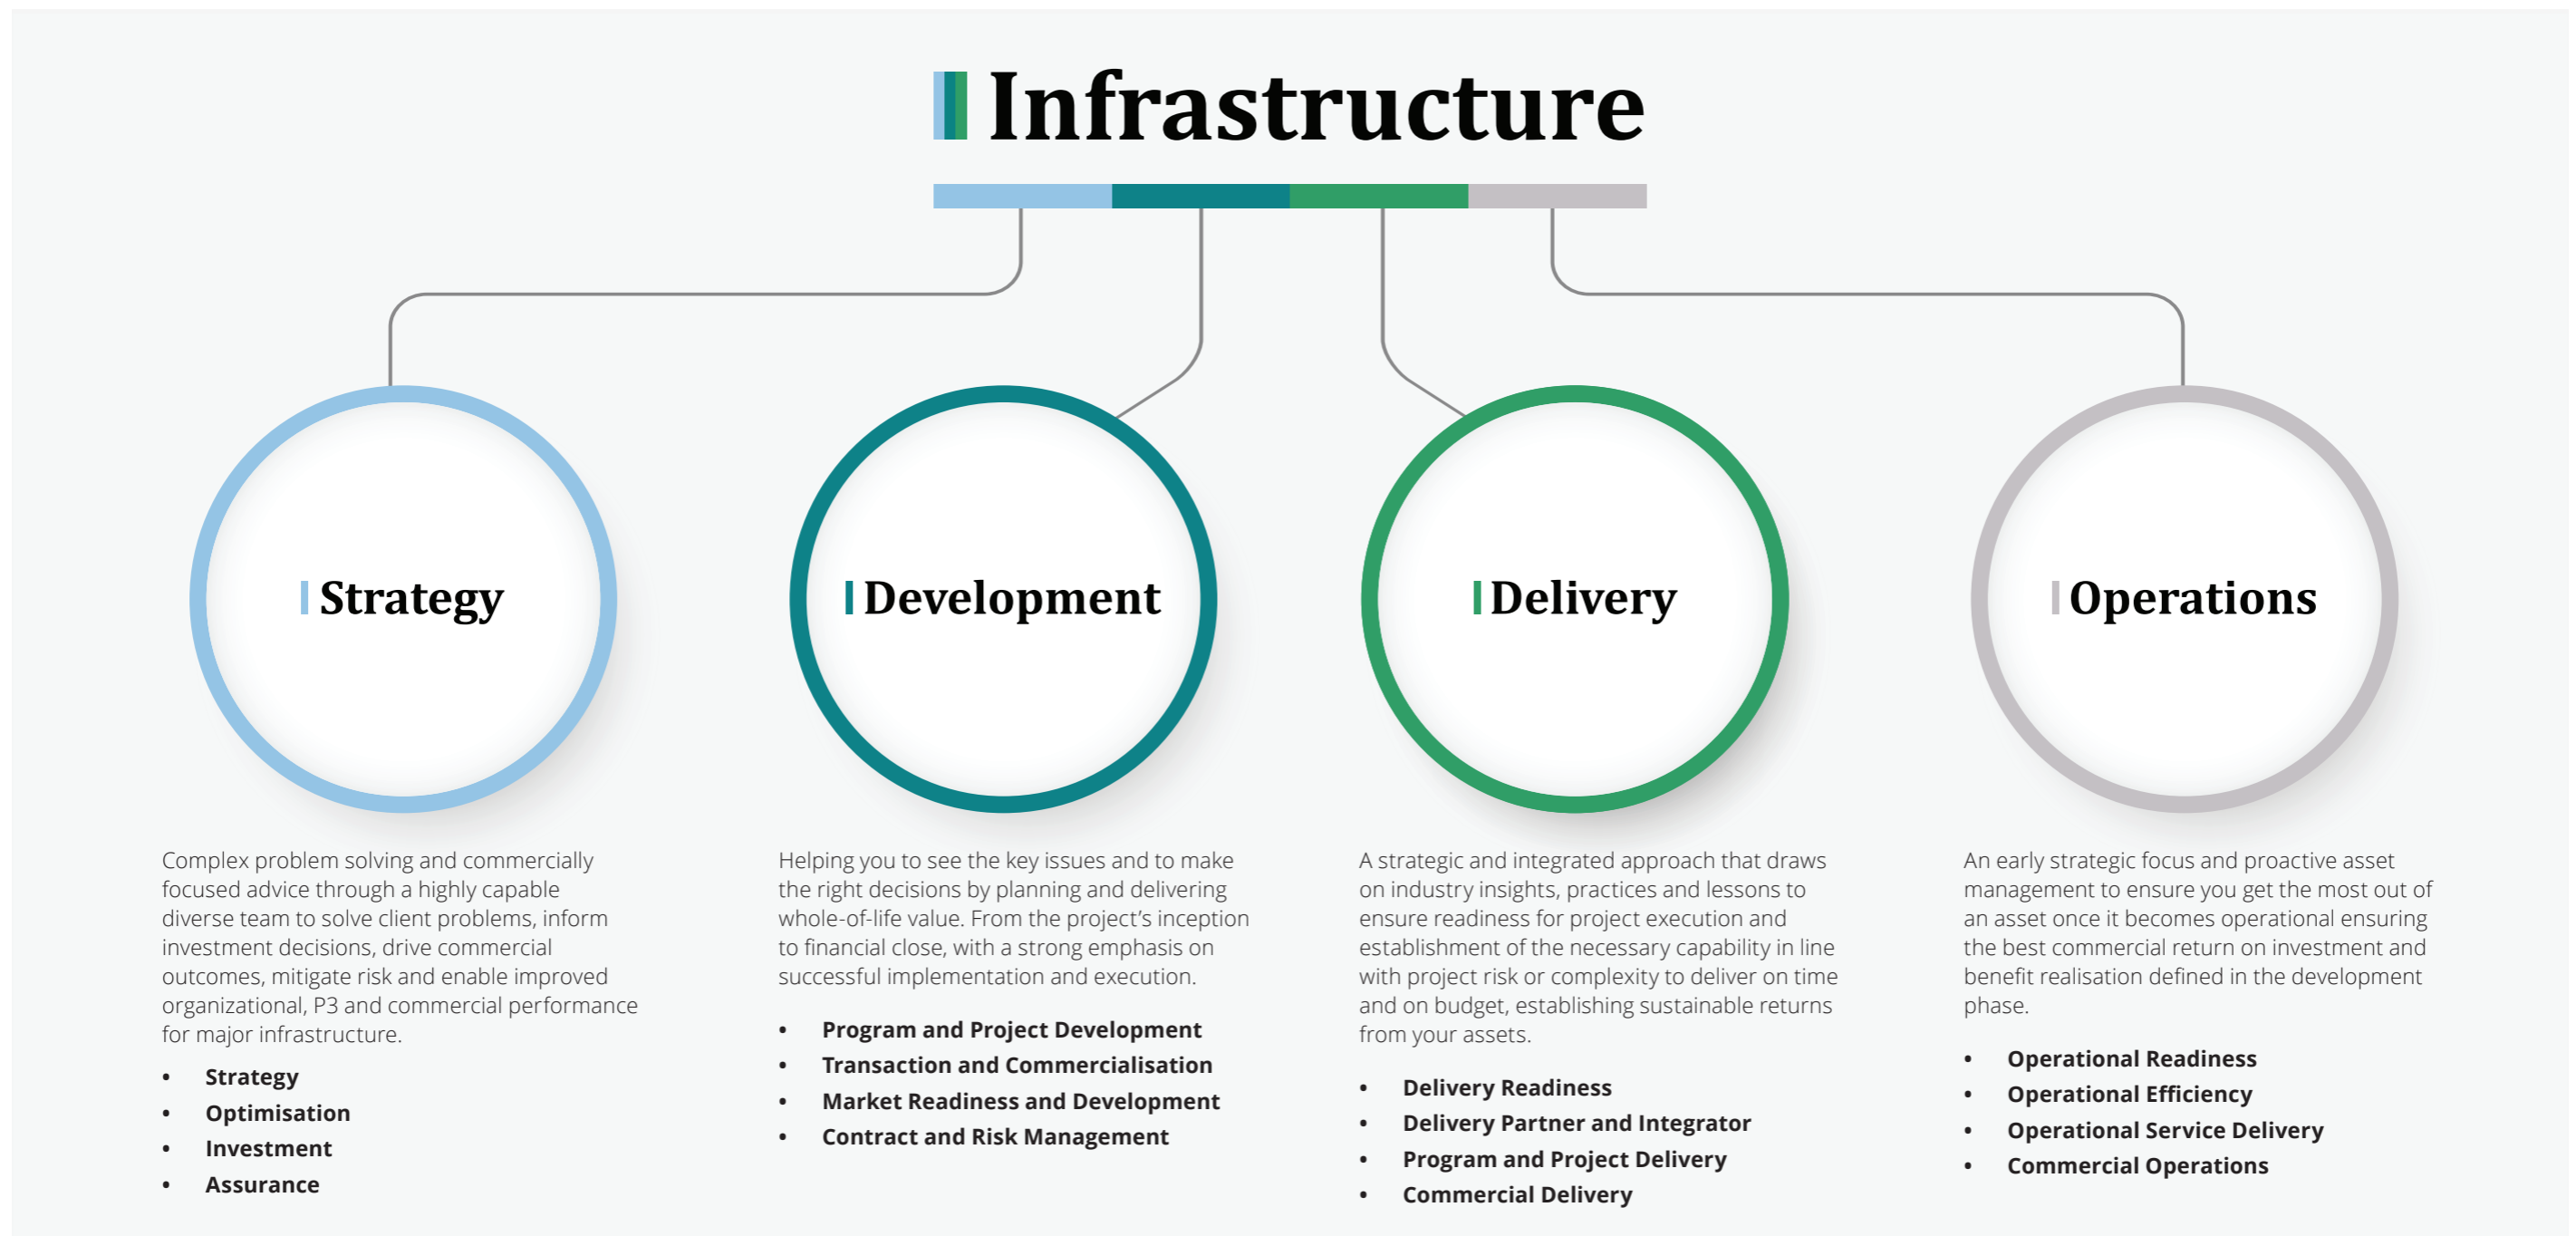 Infrastructure
Strategy
Complex problem solving and commercially
focused advice through a highly capable
diverse team to solve client problems, inform
investment decisions, drive commercial
outcomes, mitigate risk and enable improved
organizational, P3 and commercial performance
for major infrastructure.
• Strategy
• Optimisation
• Investment
• Assurance
Development
Helping you to see the key issues and to make
the right decisions by planning and delivering
whole-of-life value. From the project’s inception
to financial close, with a strong emphasis on
successful implementation and execution.
• Program and Project Development
• Transaction and Commercialisation
• Market Readiness and Development
• Contract and Risk Management
Delivery
A strategic and integrated approach that draws
on industry insights, practices and lessons to
ensure readiness for project execution and
establishment of the necessary capability in line
with project risk or complexity to deliver on time
and on budget, establishing sustainable returns
from your assets.
• Delivery Readiness
• Delivery Partner and Integrator
• Program and Project Delivery
• Commercial Delivery
Operations
An early strategic focus and proactive asset
management to ensure you get the most out of
an asset once it becomes operational ensuring
the best commercial return on investment and
benefit realisation defined in the development
phase.
• Operational Readiness
• Operational Efficiency
• Operational Service Delivery
• Commercial Operations